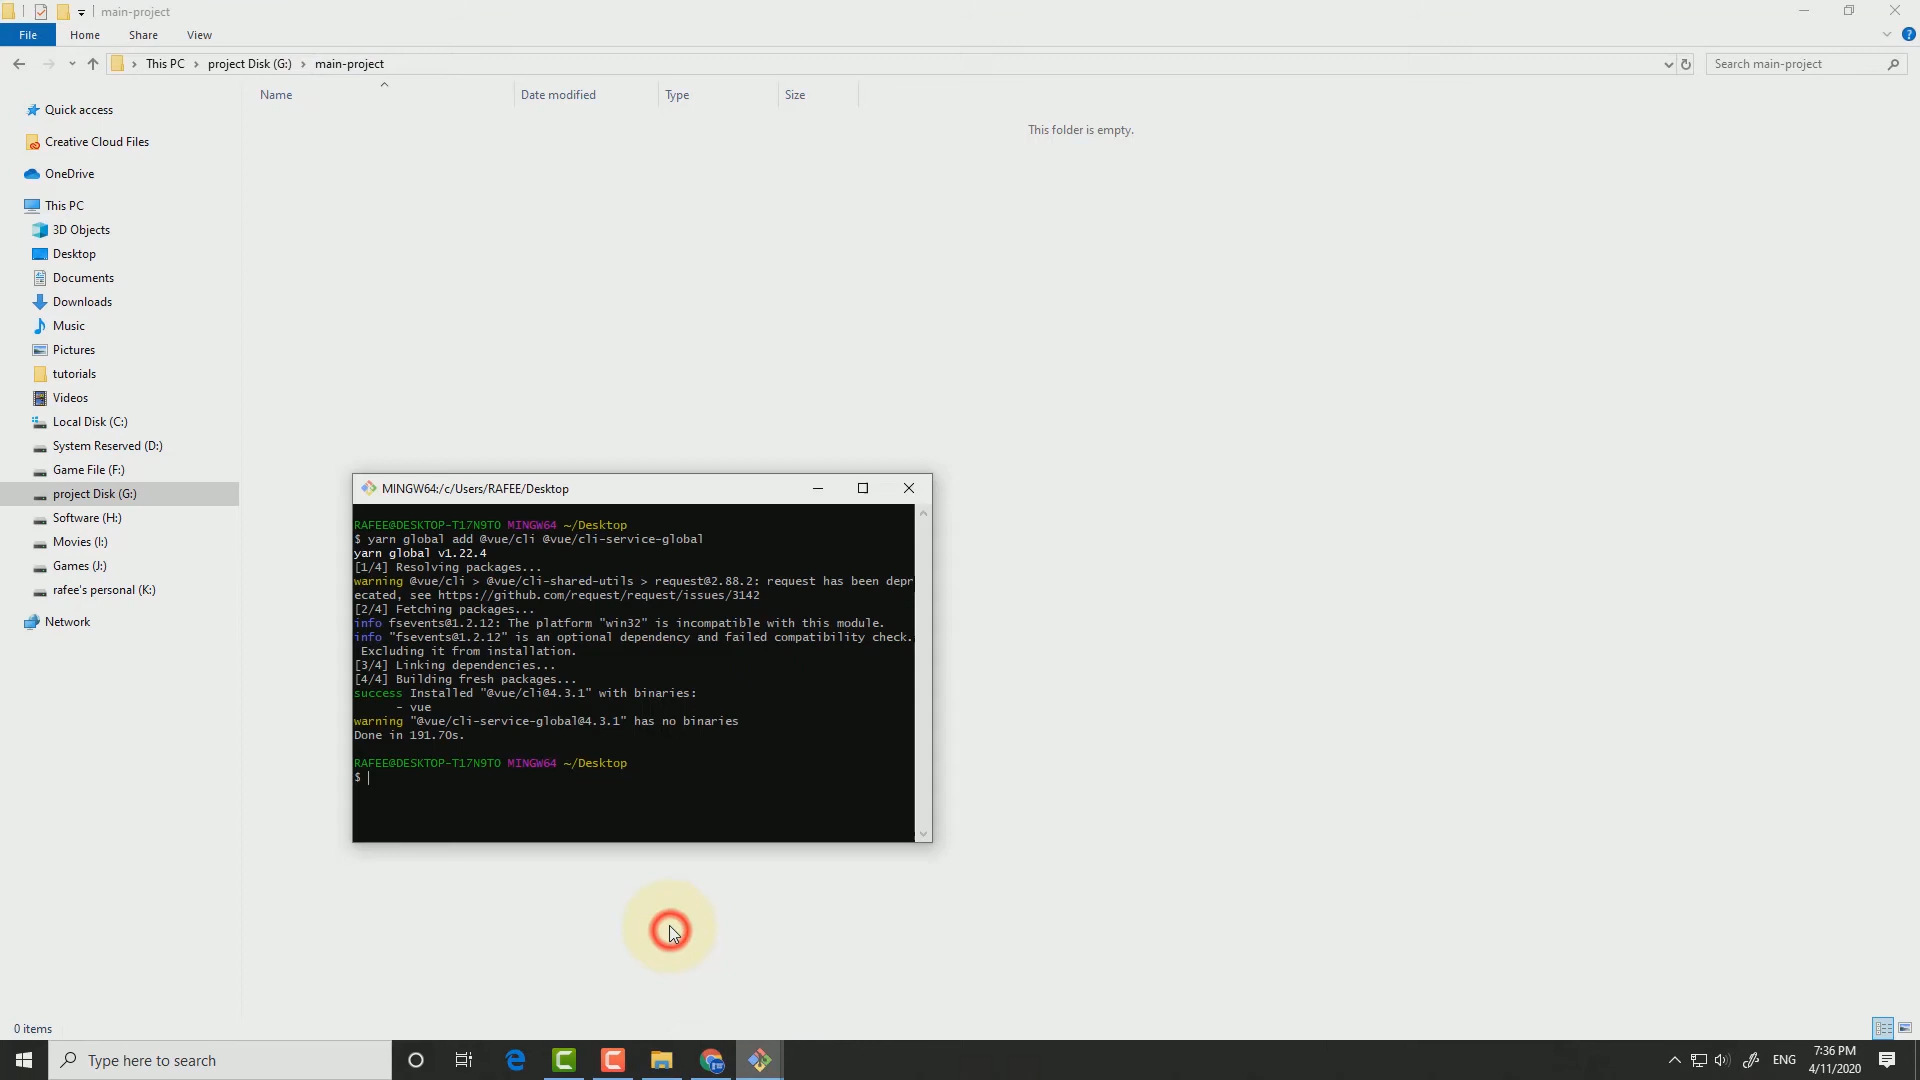 main-project
File Home Share View
This PC project Disk (G:) main-project
Search main-project
Name Date modified Type Size
This folder is empty.
Quick access
Creative Cloud Files
OneDrive
This PC
3D Objects
Desktop
Documents
Downloads
Music
Pictures
tutorials
Videos
Local Disk (C:)
System Reserved (D:)
Game File (F:)
project Disk (G:)
Software (H:)
Movies (I:)
Games (J:)
rafee's personal (K:)
Network
MINGW64:/c/Users/RAFEE/Desktop
RAFEE@DESKTOP-T17N9TO MINGW64 ~/Desktop
$ yarn global add @vue/cli @vue/cli-service-global
yarn global v1.22.4
[1/4] Resolving packages...
warning @vue/cli > @vue/cli-shared-utils > request@2.88.2: request has been depr
ecated, see https://github.com/request/request/issues/3142
[2/4] Fetching packages...
info fsevents@1.2.12: The platform "win32" is incompatible with this module.
info "fsevents@1.2.12" is an optional dependency and failed compatibility check.
Excluding it from installation.
[3/4] Linking dependencies...
[4/4] Building fresh packages...
success Installed "@vue/cli@4.3.1" with binaries:
- vue
warning "@vue/cli-service-global@4.3.1" has no binaries
Done in 191.70s.
RAFEE@DESKTOP-T17N9TO MINGW64 ~/Desktop
$
0 items
Type here to search
ENG
7:36 PM
4/11/2020